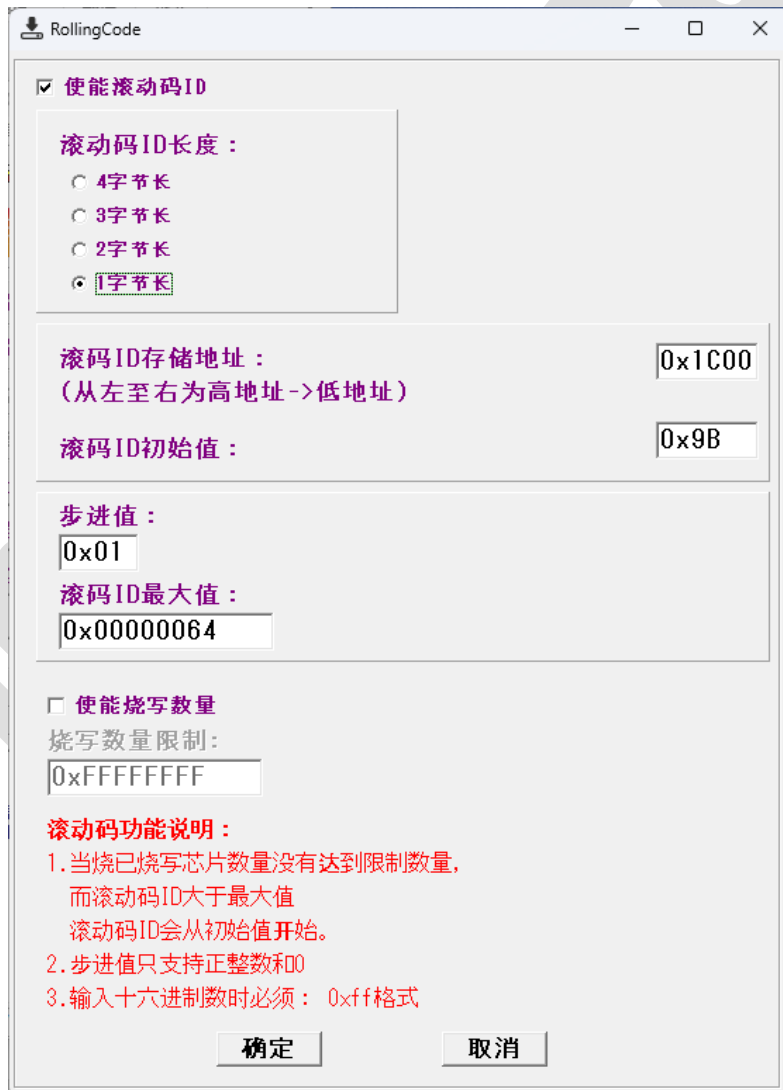 RollingCode
使能滚动码ID
滚动码ID长度：
4字节长
3字节长
2字节长
1字节长
滚码ID存储地址：
0x1C00
(从左至右为高地址->低地址)
滚码ID初始值：
0x9B
步进值：
0x01
滚码ID最大值：
0x00000064
使能烧写数量
烧写数量限制:
0xFFFFFFFF
滚动码功能说明：
1.当烧已烧写芯片数量没有达到限制数量,
而滚动码ID大于最大值
滚动码ID会从初始值开始。
2.步进值只支持正整数和0
3.输入十六进制数时必须： 0xff格式
确定
取消